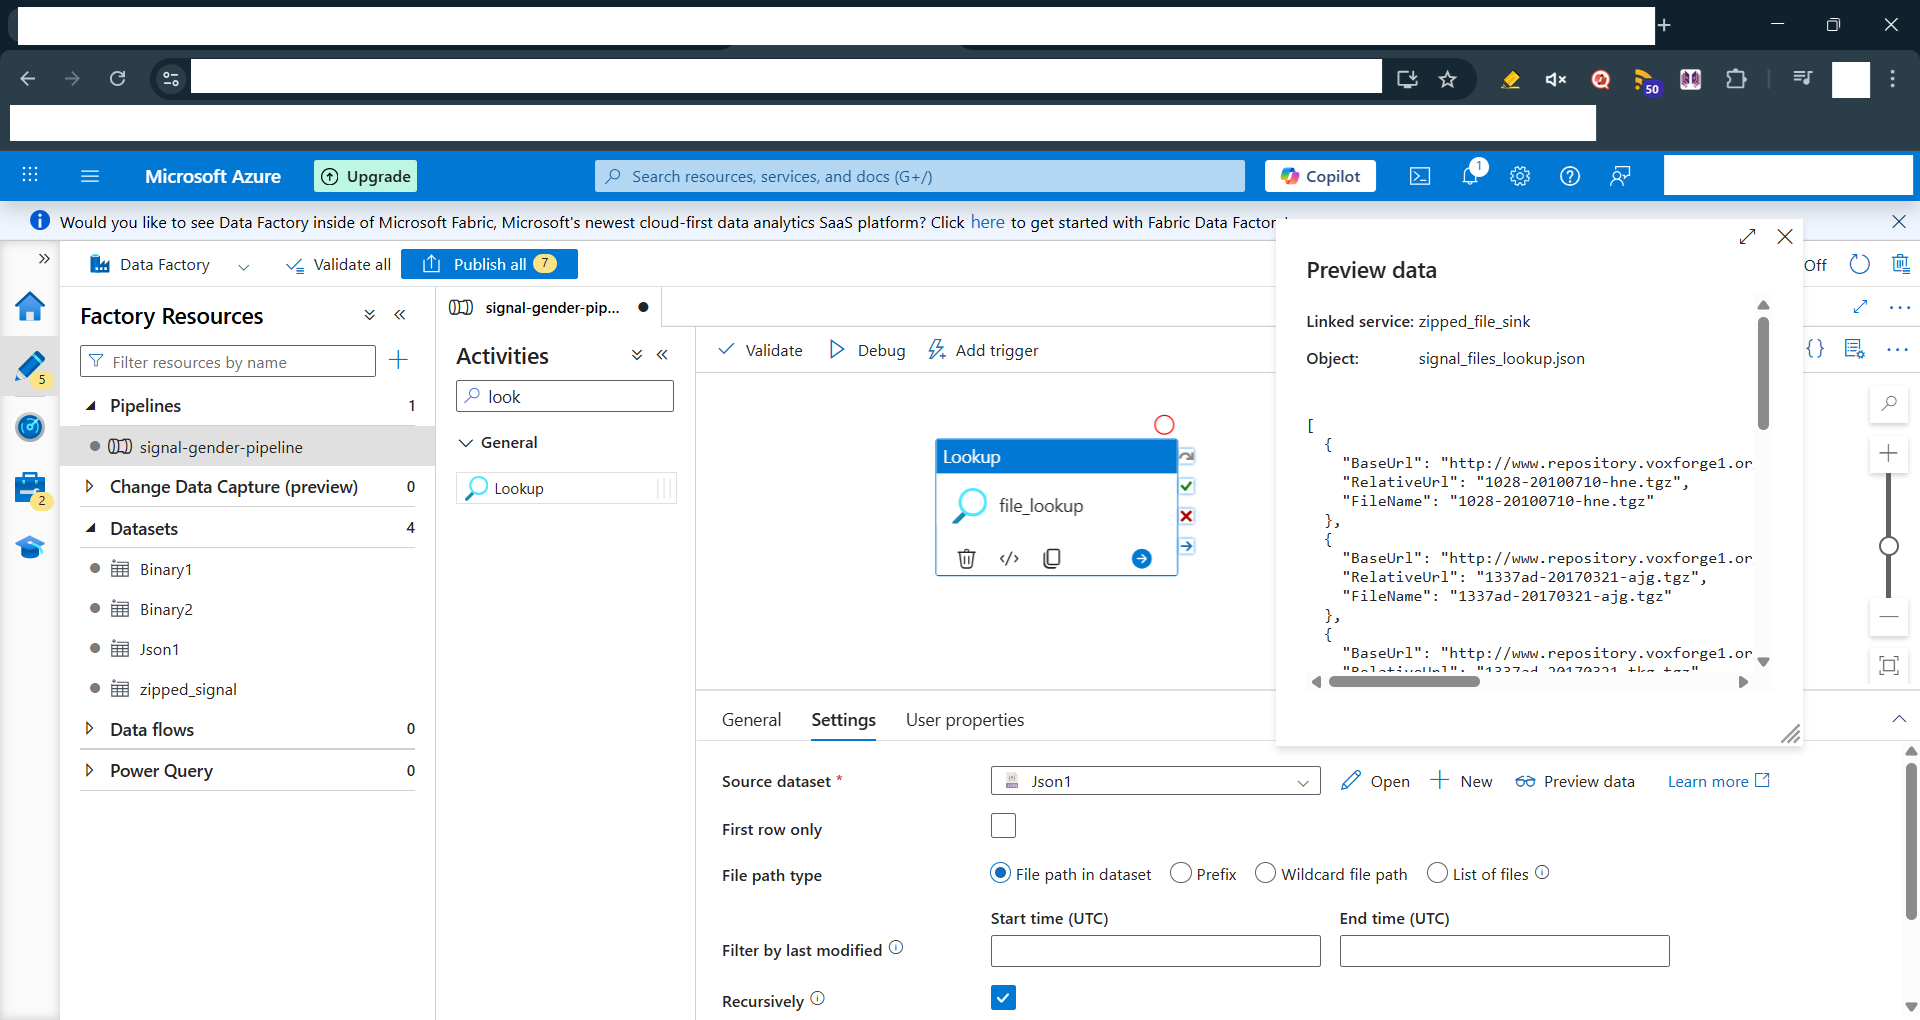 50
Microsoft Azure
Upgrade
Search resources, services, and docs (G+/)
Copilot
1
Would you like to see Data Factory inside of Microsoft Fabric, Microsoft's newest cloud-first data analytics SaaS platform? Click here to get started with Fabric Data Factor
Data Factory
Validate all
Publish all 7
Off
Factory Resources
Filter resources by name
Pipelines 1
signal-gender-pipeline
Change Data Capture (preview) 0
Datasets 4
Binary1
Binary2
Json1
zipped_signal
Data flows 0
Power Query 0
5
2
signal-gender-pip...
Activities
look
General
Lookup
Validate
Debug
Add trigger
Lookup
file_lookup
Preview data
Linked service: zipped_file_sink
Object: signal_files_lookup.json
[
{
"BaseUrl": "http://www.repository.voxforge1.or
"RelativeUrl": "1028-20100710-hne.tgz",
"FileName": "1028-20100710-hne.tgz"
},
{
"BaseUrl": "http://www.repository.voxforge1.or
"RelativeUrl": "1337ad-20170321-ajg.tgz",
"FileName": "1337ad-20170321-ajg.tgz"
},
{
"BaseUrl": "http://www.repository.voxforge1.or
"RelativeUrl": "1337ad-20170321-tkg.tgz"
General
Settings
User properties
Source dataset *
Json1
Open
New
Preview data
Learn more
First row only
File path type
File path in dataset
Prefix
Wildcard file path
List of files
Start time (UTC)
End time (UTC)
Filter by last modified
Recursively